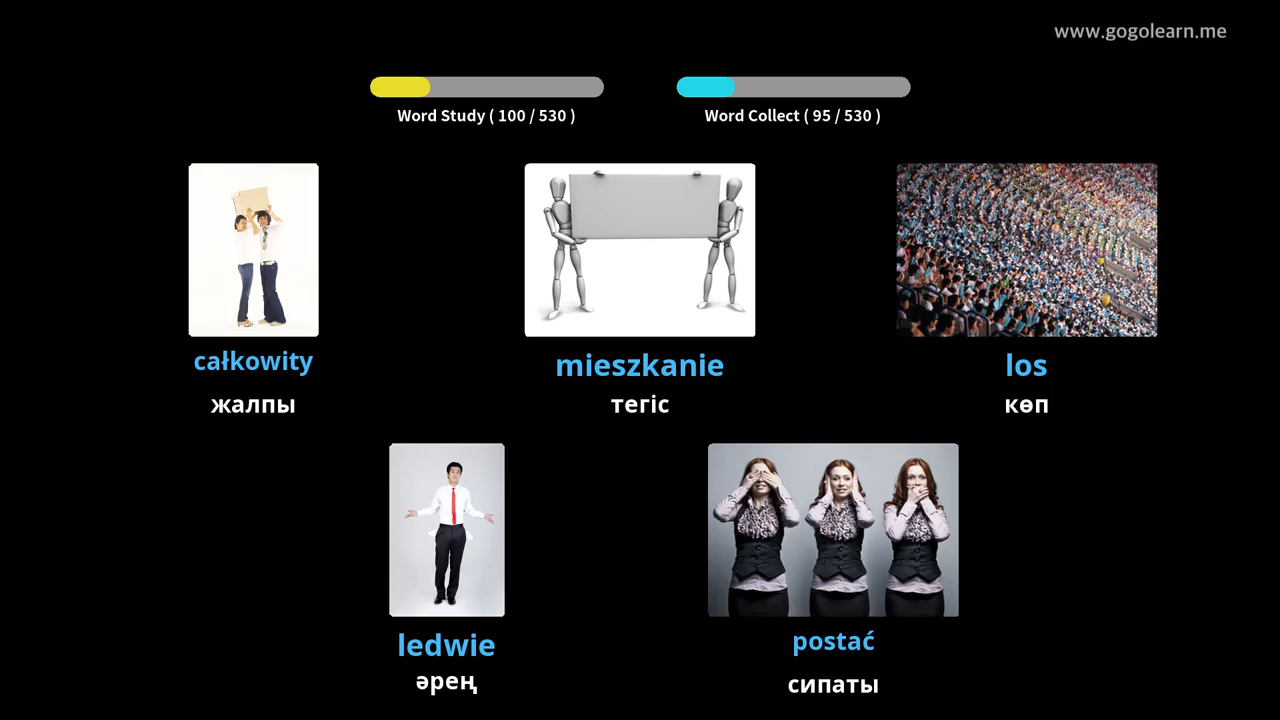 www.gogolearn.me
Word Study ( 100 / 530 )
Word Collect ( 95 / 530 )
całkowity
жалпы
mieszkanie
тегіс
los
көп
ledwie
әрең
postać
сипаты